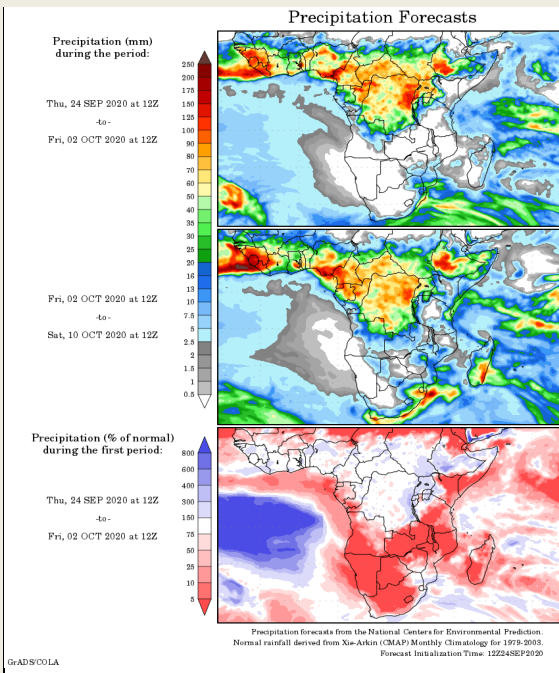 Precipitation Forecasts
Precipitation (mm)
during the period:
Thu, 24 SEP 2020 at 12Z
-to-
Fri, 02 OCT 2020 at 12Z
250
200
175
150
125
100
90
80
70
60
50
40
35
30
25
20
16
13
10
7.5
5
2.5
2
1.5
1
0.5
Fri, 02 OCT 2020 at 12Z
-to-
Sat, 10 OCT 2020 at 12Z
Precipitation (% of normal)
during the first period:
Thu, 24 SEP 2020 at 12Z
-to-
Fri, 02 OCT 2020 at 12Z
800
600
400
300
150
75
50
25
10
5
Precipitation forecasts from the National Centers for Environmental Prediction.
Normal rainfall derived from Xie-Arkin (CMAP) Monthly Climatology for 1979-2003.
Forecast Initialization Time: 12Z24SEP2020
GrADS/COLA